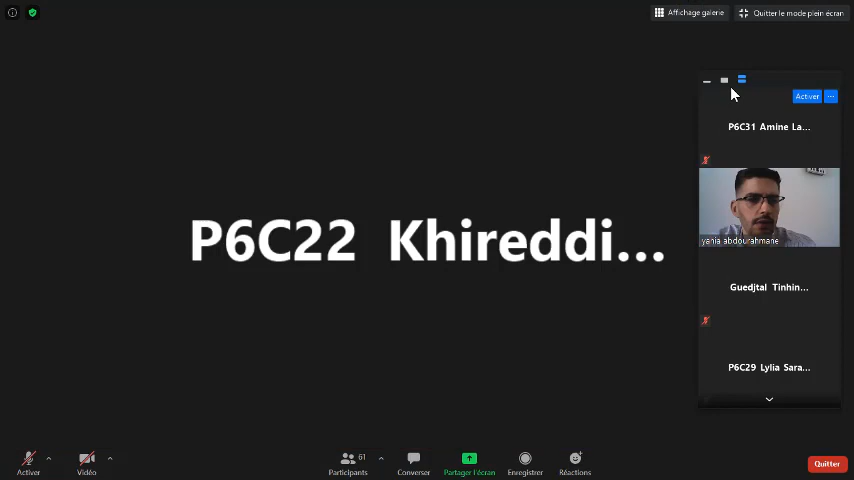 Affichage galerie
Quitter le mode plein écran
Activer
...
P6C31 Amine La...
yahia abdourahmane
Guedjtal Tinhin...
P6C29 Lylia Sara...
P6C22 Khireddi...
Activer
Vidéo
61
Participants
Converser
Partager l'écran
Enregistrer
Réactions
Quitter